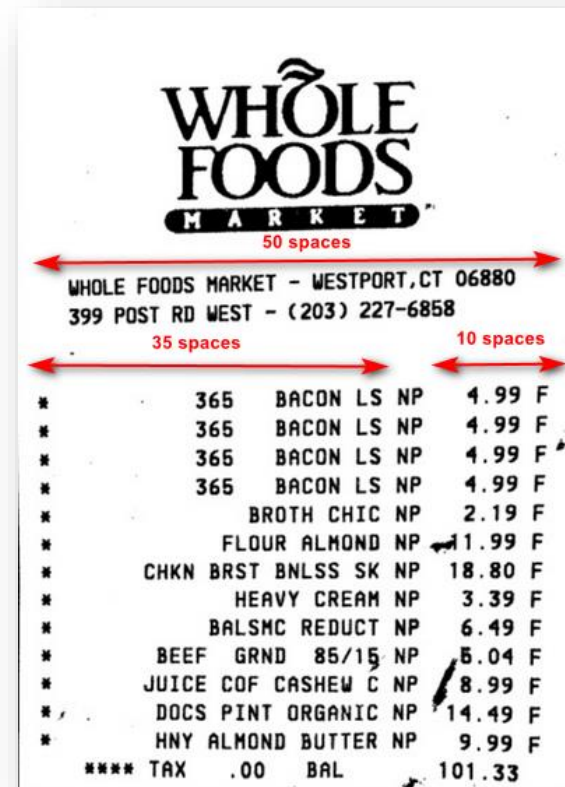 WHOLE
FOODS
MARKET
50 spaces
WHOLE FOODS MARKET - WESTPORT,CT 06880
399 POST RD WEST - (203) 227-6858
35 spaces 10 spaces
* 365 BACON LS NP 4.99 F
* 365 BACON LS NP 4.99 F
* 365 BACON LS NP 4.99 F
* 365 BACON LS NP 4.99 F
* BROTH CHIC NP 2.19 F
* FLOUR ALMOND NP 11.99 F
* CHKN BRST BNLSS SK NP 18.80 F
* HEAVY CREAM NP 3.39 F
* BALSMC REDUCT NP 6.49 F
* BEEF GRND 85/15 NP 5.04 F
* JUICE COF CASHEW C NP 8.99 F
* DOCS PINT ORGANIC NP 14.49 F
* HNY ALMOND BUTTER NP 9.99 F
**** TAX .00 BAL 101.33